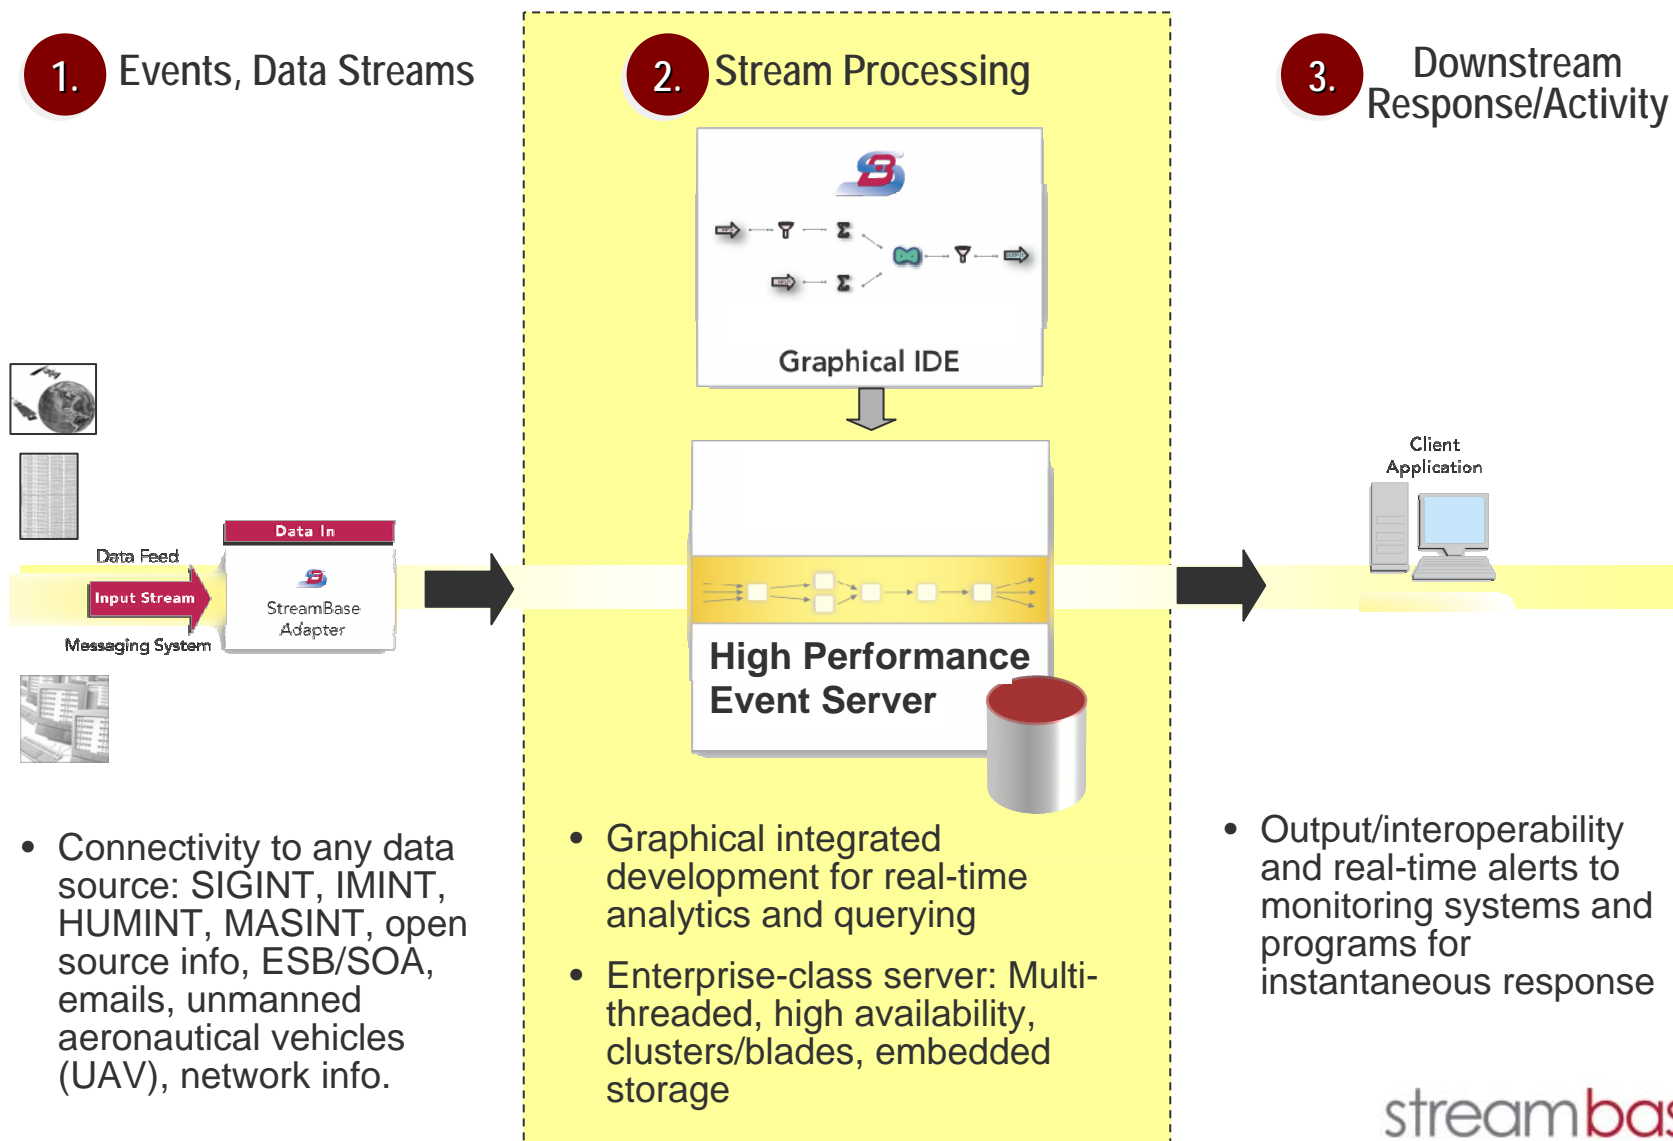 1. Events, Data Streams
2. Stream Processing
3. Downstream
Response/Activity
Graphical IDE
Client
Application
Data In
Data Feed
Input Stream
StreamBase
Adapter
Messaging System
High Performance
Event Server
• Connectivity to any data
source: SIGINT, IMINT,
HUMINT, MASINT, open
source info, ESB/SOA,
emails, unmanned
aeronautical vehicles
(UAV), network info.
• Graphical integrated
development for real-time
analytics and querying
• Enterprise-class server: Multi-
threaded, high availability,
clusters/blades, embedded
storage
• Output/interoperability
and real-time alerts to
monitoring systems and
programs for
instantaneous response
streambas